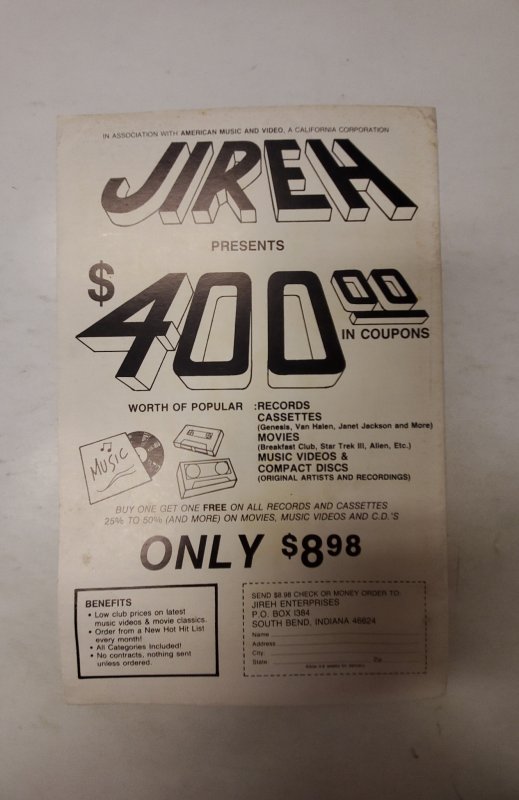 IN ASSOCIATION WITH AMERICAN MUSIC AND VIDEO, A CALIFORNIA CORPORATION
JIREH
PRESENTS
$400.00
IN COUPONS
WORTH OF POPULAR :RECORDS
CASSETTES
(Genesis, Van Halen, Janet Jackson and More)
MOVIES
(Breakfast Club, Star Trek III, Alien, Etc.)
MUSIC VIDEOS &
COMPACT DISCS
(ORIGINAL ARTISTS AND RECORDINGS)
MUSIC
BUY ONE GET ONE FREE ON ALL RECORDS AND CASSETTES
25% TO 50% (AND MORE) ON MOVIES, MUSIC VIDEOS AND C.D.'S
ONLY $8.98
BENEFITS
• Low club prices on latest
music videos & movie classics.
• Order from a New Hot Hit List
every month!
• All Categories Included!
• No contracts, nothing sent
unless ordered.
SEND $8.98 CHECK OR MONEY ORDER TO:
JIREH ENTERPRISES
P.O. BOX 1384
SOUTH BEND, INDIANA 46624
Name
Address
City
State Zip
Allow six weeks for delivery